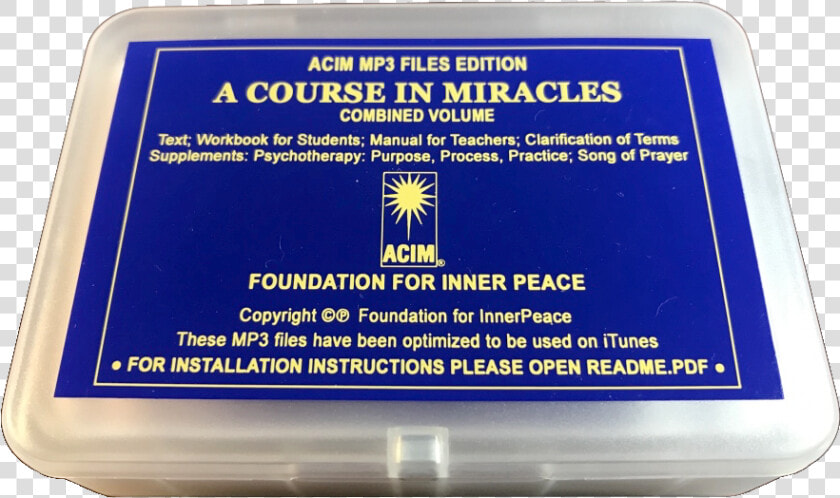 ACIM MP3 FILES EDITION
A COURSE IN MIRACLES
COMBINED VOLUME
Text; Workbook for Students; Manual for Teachers; Clarification of Terms
Supplements: Psychotherapy: Purpose, Process, Practice; Song of Prayer
ACIM®
FOUNDATION FOR INNER PEACE
Copyright ©℗ Foundation for InnerPeace
These MP3 files have been optimized to be used on iTunes
• FOR INSTALLATION INSTRUCTIONS PLEASE OPEN README.PDF •